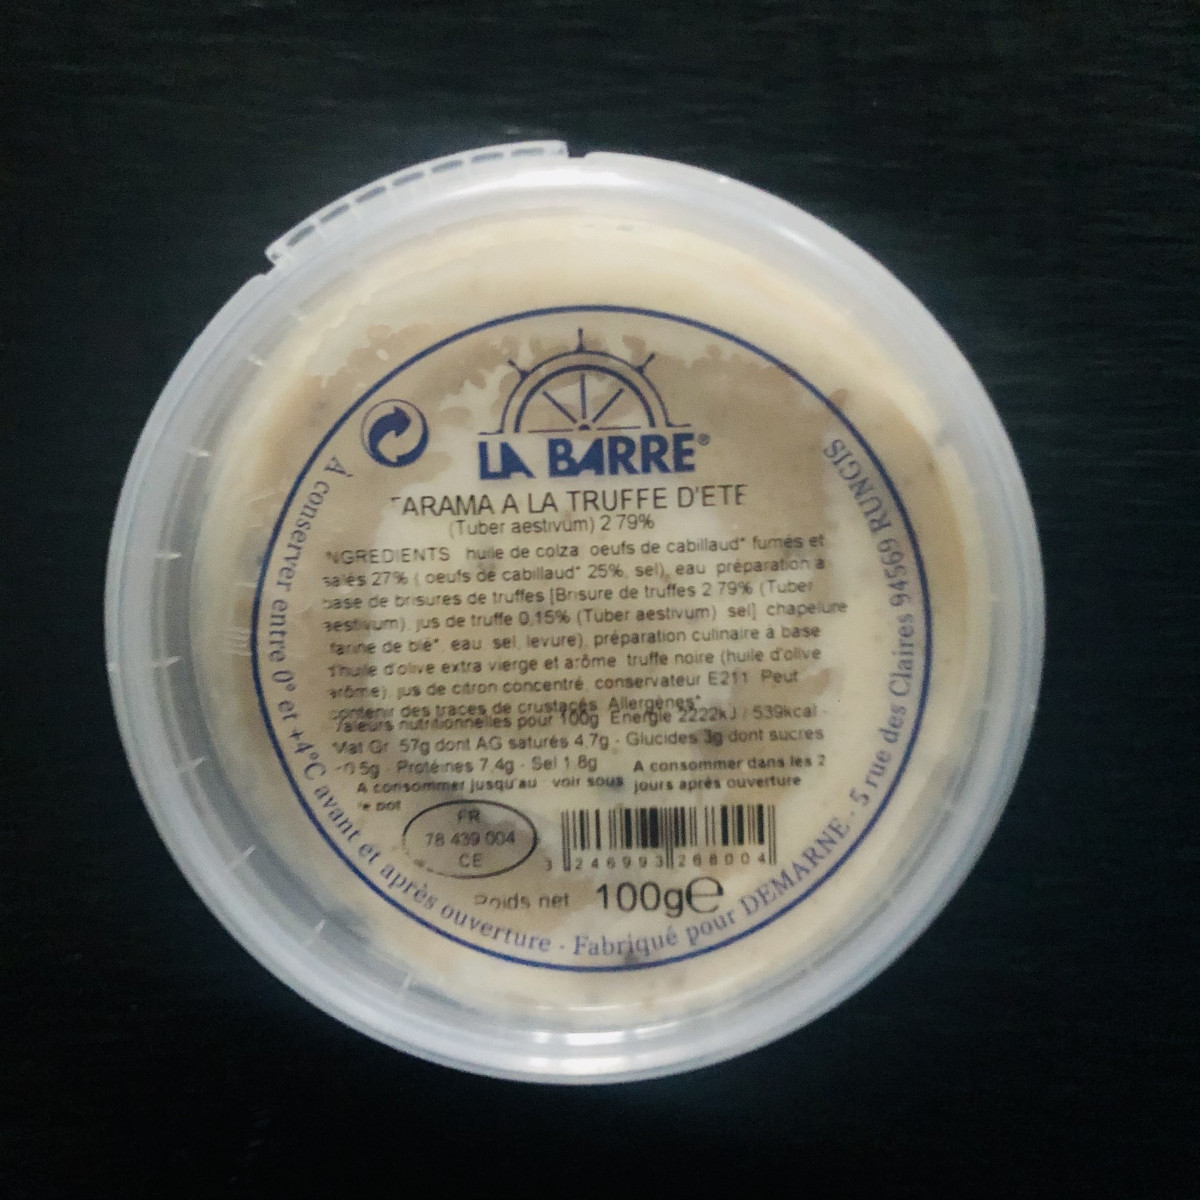 LA BARRE®
TARAMA A LA TRUFFE D'ETE
(Tuber aestivum) 2 79%
INGREDIENTS huile de colza oeufs de cabillaud* fumés et
salés 27% ( oeufs de cabillaud* 25%, sel), eau préparation à
base de brisures de truffes [Brisure de truffes 2 79% (Tuber
aestivum), jus de truffe 0,15% (Tuber aestivum) sel] chapelure
farine de blé*, eau sel, levure), préparation culinaire à base
d'huile d'olive extra vierge et arôme truffe noire (huile d'olive
arôme), jus de citron concentré, conservateur E211 Peut
contenir des traces de crustacés Allergènes*
Valeurs nutritionnelles pour 100g Energie 2222kJ / 539kcal -
Mat Gr 57g dont AG saturés 4.7g - Glucides 3g dont sucres
0 5g - Protéines 7.4g - Sel 1.8g
A consommer dans les 2
jours après ouverture
A consommer jusqu'au voir sous
le pot
FR
78 439 004
CE
3 246993 268004
Poids net 100g℮
A conserver entre 0° et +4°C avant et après ouverture - Fabriqué pour DEMARNE - 5 rue des Claires 94569 RUNGIS